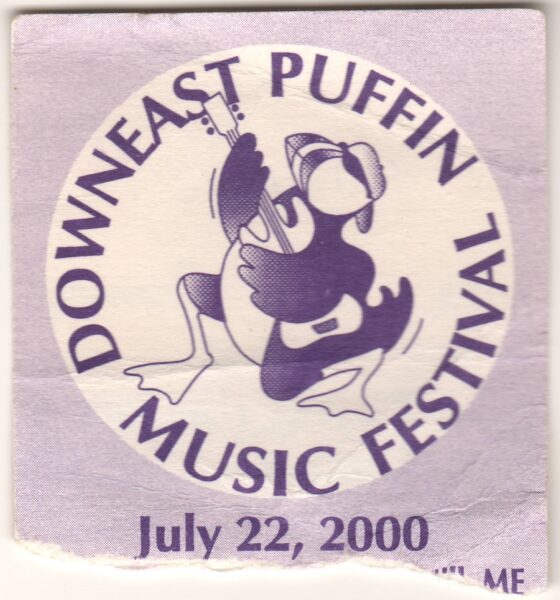 DOWNEAST PUFFIN
MUSIC FESTIVAL
July 22, 2000
ME